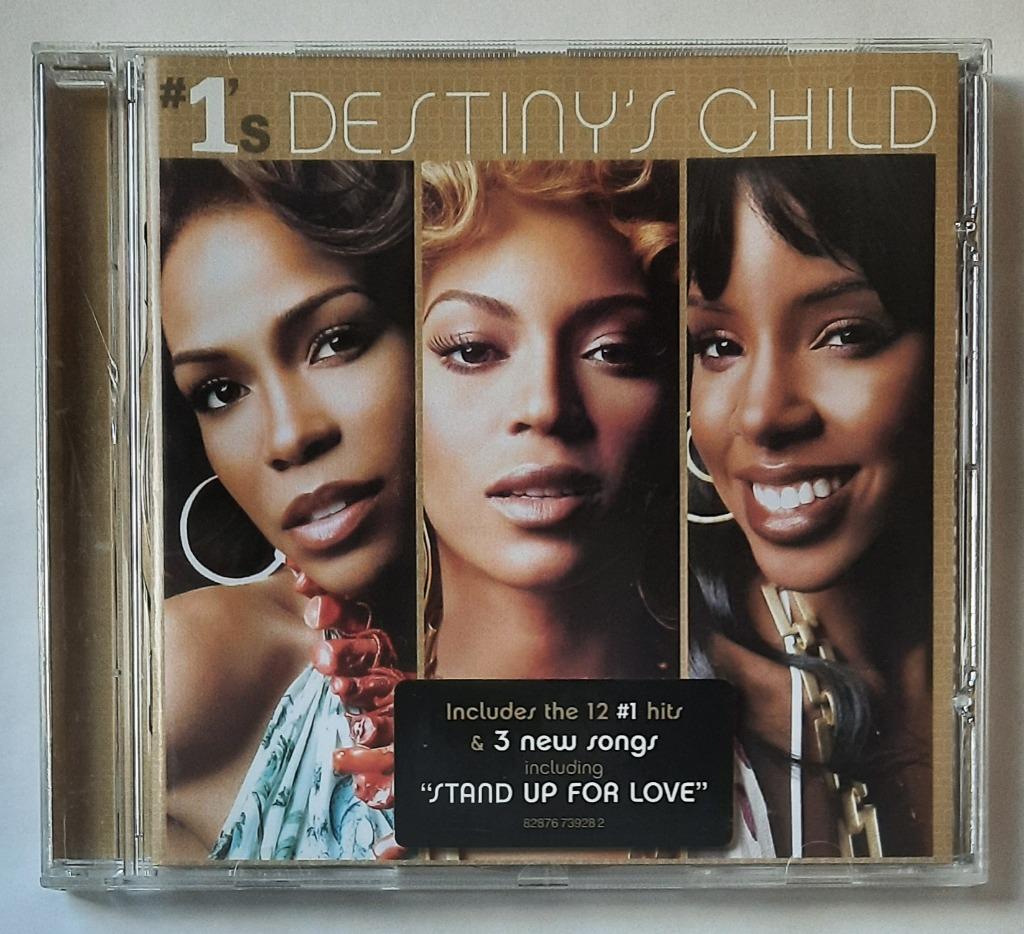 #1's DESTINY'S CHILD
Includes the 12 #1 hits
& 3 new songs
including
“STAND UP FOR LOVE”
82876 73928 2